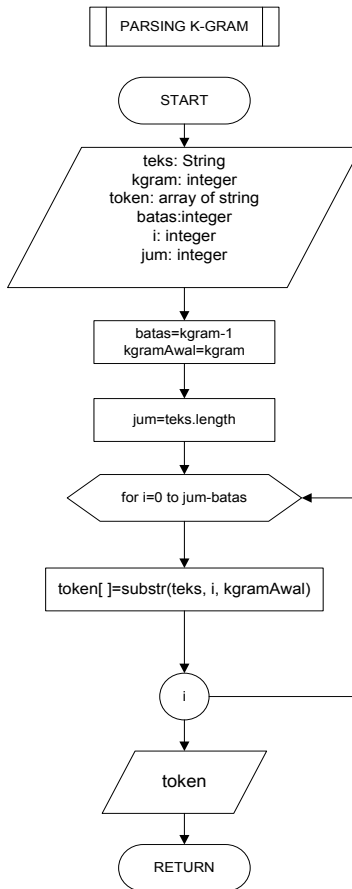 PARSING K-GRAM
START
teks: String
kgram: integer
token: array of string
batas:integer
i: integer
jum: integer
batas=kgram-1
kgramAwal=kgram
jum=teks.length
for i=0 to jum-batas
token[ ]=substr(teks, i, kgramAwal)
i
token
RETURN